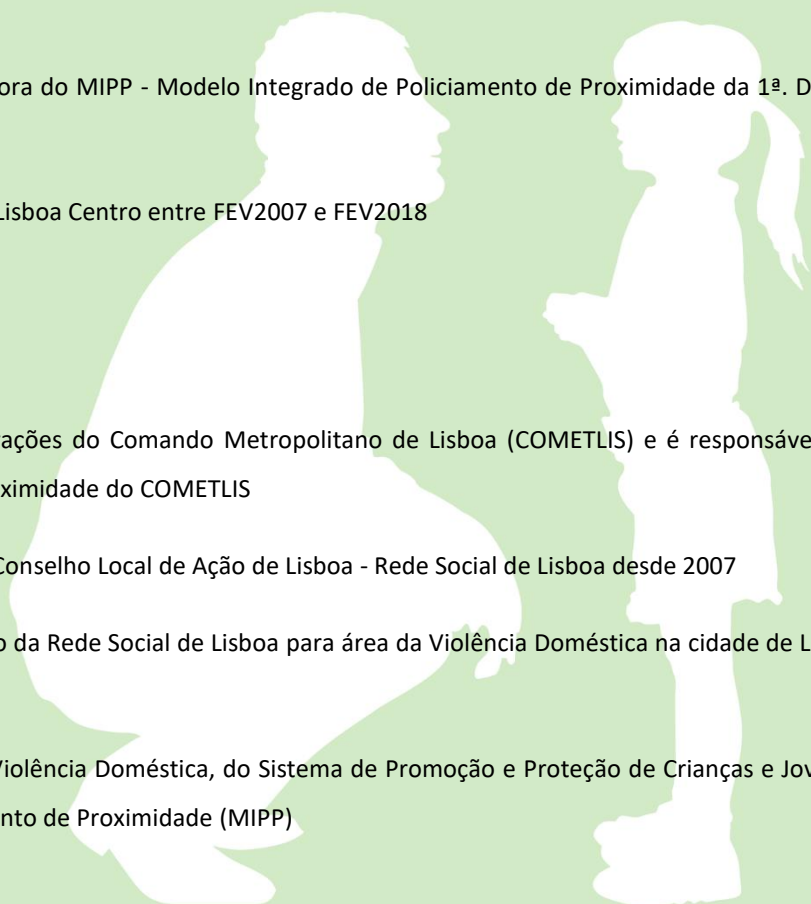 ora do MIPP - Modelo Integrado de Policiamento de Proximidade da 1ª. D
Lisboa Centro entre FEV2007 e FEV2018
ações do Comando Metropolitano de Lisboa (COMETLIS) e é responsáve
ximidade do COMETLIS
Conselho Local de Ação de Lisboa - Rede Social de Lisboa desde 2007
o da Rede Social de Lisboa para área da Violência Doméstica na cidade de L
Violência Doméstica, do Sistema de Promoção e Proteção de Crianças e Jov
nto de Proximidade (MIPP)